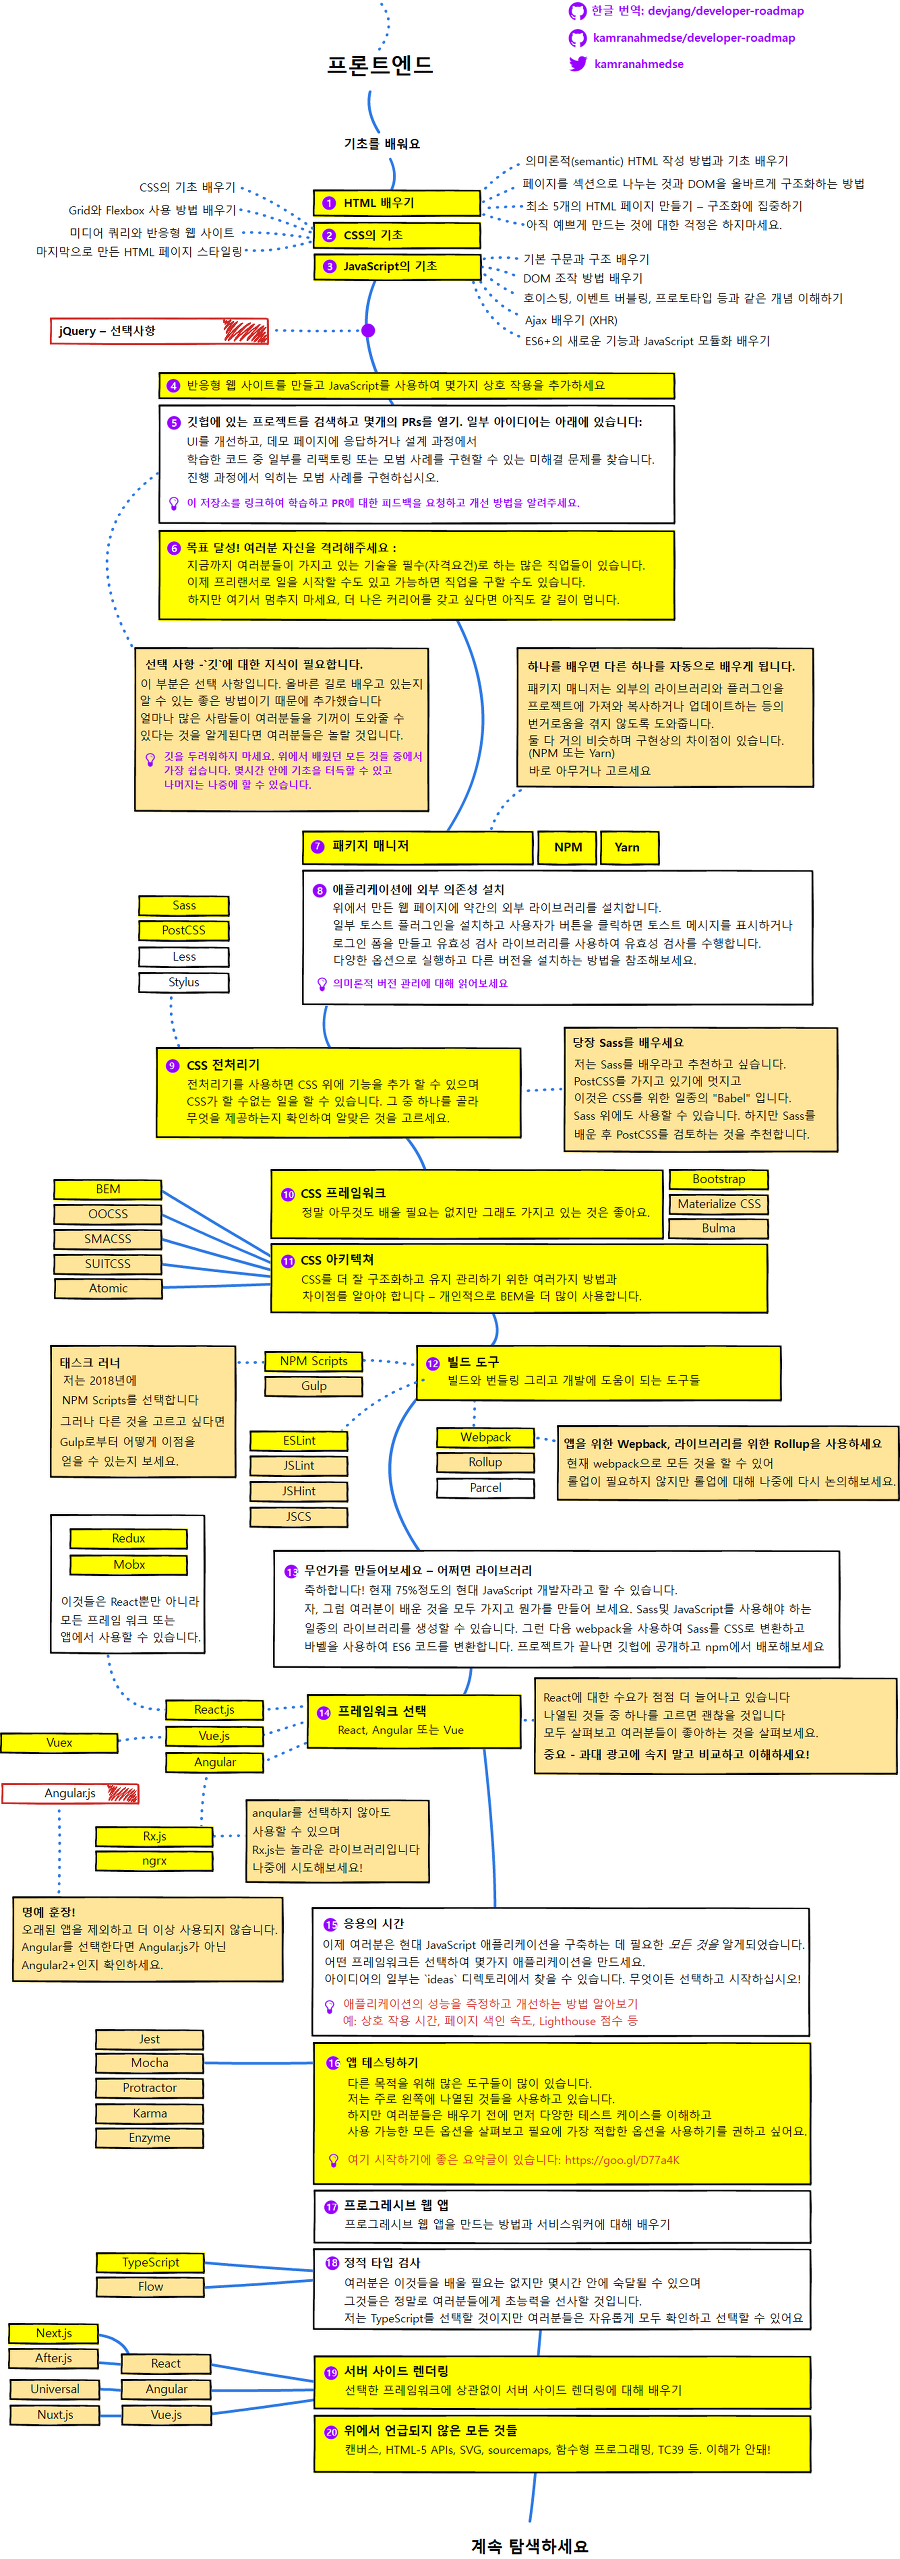 한글 번역: devjang/developer-roadmap
kamranahmedse/developer-roadmap
kamranahmedse
프론트엔드
기초를 배워요
의미론적(semantic) HTML 작성 방법과 기초 배우기
페이지를 섹션으로 나누는 것과 DOM을 올바르게 구조화하는 방법
최소 5개의 HTML 페이지 만들기 – 구조화에 집중하기
아직 예쁘게 만드는 것에 대한 걱정은 하지마세요.
1 HTML 배우기
CSS의 기초 배우기
Grid와 Flexbox 사용 방법 배우기
미디어 쿼리와 반응형 웹 사이트
마지막으로 만든 HTML 페이지 스타일링
2 CSS의 기초
3 JavaScript의 기초
기본 구문과 구조 배우기
DOM 조작 방법 배우기
호이스팅, 이벤트 버블링, 프로토타입 등과 같은 개념 이해하기
Ajax 배우기 (XHR)
ES6+의 새로운 기능과 JavaScript 모듈화 배우기
jQuery – 선택사항
4 반응형 웹 사이트를 만들고 JavaScript를 사용하여 몇가지 상호 작용을 추가하세요
5 깃헙에 있는 프로젝트를 검색하고 몇개의 PRs를 열기. 일부 아이디어는 아래에 있습니다:
UI를 개선하고, 데모 페이지에 응답하거나 설계 과정에서
학습한 코드 중 일부를 리팩토링 또는 모범 사례를 구현할 수 있는 미해결 문제를 찾습니다.
진행 과정에서 익히는 모범 사례를 구현하십시오.
이 저장소를 링크하여 학습하고 PR에 대한 피드백을 요청하고 개선 방법을 알려주세요.
6 목표 달성! 여러분 자신을 격려해주세요 :
지금까지 여러분들이 가지고 있는 기술을 필수(자격요건)로 하는 많은 직업들이 있습니다.
이제 프리랜서로 일을 시작할 수도 있고 가능하면 직업을 구할 수도 있습니다.
하지만 여기서 멈추지 마세요, 더 나은 커리어를 갖고 싶다면 아직도 갈 길이 멉니다.
선택 사항 -`깃`에 대한 지식이 필요합니다.
이 부분은 선택 사항입니다. 올바른 길로 배우고 있는지
알 수 있는 좋은 방법이기 때문에 추가했습니다
얼마나 많은 사람들이 여러분들을 기꺼이 도와줄 수
있다는 것을 알게된다면 여러분들은 놀랄 것입니다.
깃을 두려워하지 마세요. 위에서 배웠던 모든 것들 중에서
가장 쉽습니다. 몇시간 안에 기초을 터득할 수 있고
나머지는 나중에 할 수 있습니다.
하나를 배우면 다른 하나를 자동으로 배우게 됩니다.
패키지 매니저는 외부의 라이브러리와 플러그인을
프로젝트에 가져와 복사하거나 업데이트하는 등의
번거로움을 겪지 않도록 도와줍니다.
둘 다 거의 비슷하며 구현상의 차이점이 있습니다.
(NPM 또는 Yarn)
바로 아무거나 고르세요
7 패키지 매니저
NPM
Yarn
8 애플리케이션에 외부 의존성 설치
위에서 만든 웹 페이지에 약간의 외부 라이브러리를 설치합니다.
일부 토스트 플러그인을 설치하고 사용자가 버튼을 클릭하면 토스트 메시지를 표시하거나
로그인 폼을 만들고 유효성 검사 라이브러리를 사용하여 유효성 검사를 수행합니다.
다양한 옵션으로 실행하고 다른 버전을 설치하는 방법을 참조해보세요.
의미론적 버전 관리에 대해 읽어보세요
Sass
PostCSS
Less
Stylus
9 CSS 전처리기
전처리기를 사용하면 CSS 위에 기능을 추가 할 수 있으며
CSS가 할 수없는 일을 할 수 있습니다. 그 중 하나를 골라
무엇을 제공하는지 확인하여 알맞은 것을 고르세요.
당장 Sass를 배우세요
저는 Sass를 배우라고 추천하고 싶습니다.
PostCSS를 가지고 있기에 멋지고
이것은 CSS를 위한 일종의 "Babel" 입니다.
Sass 위에도 사용할 수 있습니다. 하지만 Sass를
배운 후 PostCSS를 검토하는 것을 추천합니다.
10 CSS 프레임워크
정말 아무것도 배울 필요는 없지만 그래도 가지고 있는 것은 좋아요.
Bootstrap
Materialize CSS
Bulma
BEM
OOCSS
SMACSS
SUITCSS
Atomic
11 CSS 아키텍쳐
CSS를 더 잘 구조화하고 유지 관리하기 위한 여러가지 방법과
차이점를 알아야 합니다 – 개인적으로 BEM을 더 많이 사용합니다.
태스크 러너
저는 2018년에
NPM Scripts를 선택합니다
그러나 다른 것을 고르고 싶다면
Gulp로부터 어떻게 이점을
얻을 수 있는지 보세요.
NPM Scripts
Gulp
12 빌드 도구
빌드와 번들링 그리고 개발에 도움이 되는 도구들
ESLint
JSLint
JSHint
JSCS
Webpack
Rollup
Parcel
앱을 위한 Wepback, 라이브러리를 위한 Rollup을 사용하세요
현재 webpack으로 모든 것을 할 수 있어
롤업이 필요하지 않지만 롤업에 대해 나중에 다시 논의해보세요.
Redux
Mobx
이것들은 React뿐만 아니라
모든 프레임 워크 또는
앱에서 사용할 수 있습니다.
13 무언가를 만들어보세요 – 어쩌면 라이브러리
축하합니다! 현재 75%정도의 현대 JavaScript 개발자라고 할 수 있습니다.
자, 그럼 여러분이 배운 것을 모두 가지고 뭔가를 만들어 보세요. Sass및 JavaScript를 사용해야 하는
일종의 라이브러리를 생성할 수 있습니다. 그런 다음 webpack을 사용하여 Sass를 CSS로 변환하고
바벨을 사용하여 ES6 코드를 변환합니다. 프로젝트가 끝나면 깃헙에 공개하고 npm에서 배포해보세요
React.js
Vue.js
Angular
Vuex
14 프레임워크 선택
React, Angular 또는 Vue
React에 대한 수요가 점점 더 늘어나고 있습니다
나열된 것들 중 하나를 고르면 괜찮을 것입니다
모두 살펴보고 여러분들이 좋아하는 것을 살펴보세요.
중요 - 과대 광고에 속지 말고 비교하고 이해하세요!
Angular.js
Rx.js
ngrx
angular를 선택하지 않아도
사용할 수 있으며
Rx.js는 놀라운 라이브러리입니다
나중에 시도해보세요!
명예 훈장!
오래된 앱을 제외하고 더 이상 사용되지 않습니다.
Angular를 선택한다면 Angular.js가 아닌
Angular2+인지 확인하세요.
15 응용의 시간
이제 여러분은 현대 JavaScript 애플리케이션을 구축하는 데 필요한 모든 것을 알게되었습니다.
어떤 프레임워크든 선택하여 몇가지 애플리케이션을 만드세요.
아이디어의 일부는 `ideas` 디렉토리에서 찾을 수 있습니다. 무엇이든 선택하고 시작하십시오!
애플리케이션의 성능을 측정하고 개선하는 방법 알아보기
예: 상호 작용 시간, 페이지 색인 속도, Lighthouse 점수 등
Jest
Mocha
Protractor
Karma
Enzyme
16 앱 테스팅하기
다른 목적을 위해 많은 도구들이 많이 있습니다.
저는 주로 왼쪽에 나열된 것들을 사용하고 있습니다.
하지만 여러분들은 배우기 전에 먼저 다양한 테스트 케이스를 이해하고
사용 가능한 모든 옵션을 살펴보고 필요에 가장 적합한 옵션을 사용하기를 권하고 싶어요.
여기 시작하기에 좋은 요약글이 있습니다: https://goo.gl/D77a4K
17 프로그레시브 웹 앱
프로그레시브 웹 앱을 만드는 방법과 서비스워커에 대해 배우기
TypeScript
Flow
18 정적 타입 검사
여러분은 이것들을 배울 필요는 없지만 몇시간 안에 숙달될 수 있으며
그것들은 정말로 여러분들에게 초능력을 선사할 것입니다.
저는 TypeScript를 선택할 것이지만 여러분들은 자유롭게 모두 확인하고 선택할 수 있어요
Next.js
After.js
Universal
Nuxt.js
React
Angular
Vue.js
19 서버 사이드 렌더링
선택한 프레임워크에 상관없이 서버 사이드 렌더링에 대해 배우기
20 위에서 언급되지 않은 모든 것들
캔버스, HTML-5 APIs, SVG, sourcemaps, 함수형 프로그래밍, TC39 등. 이해가 안돼!
계속 탐색하세요